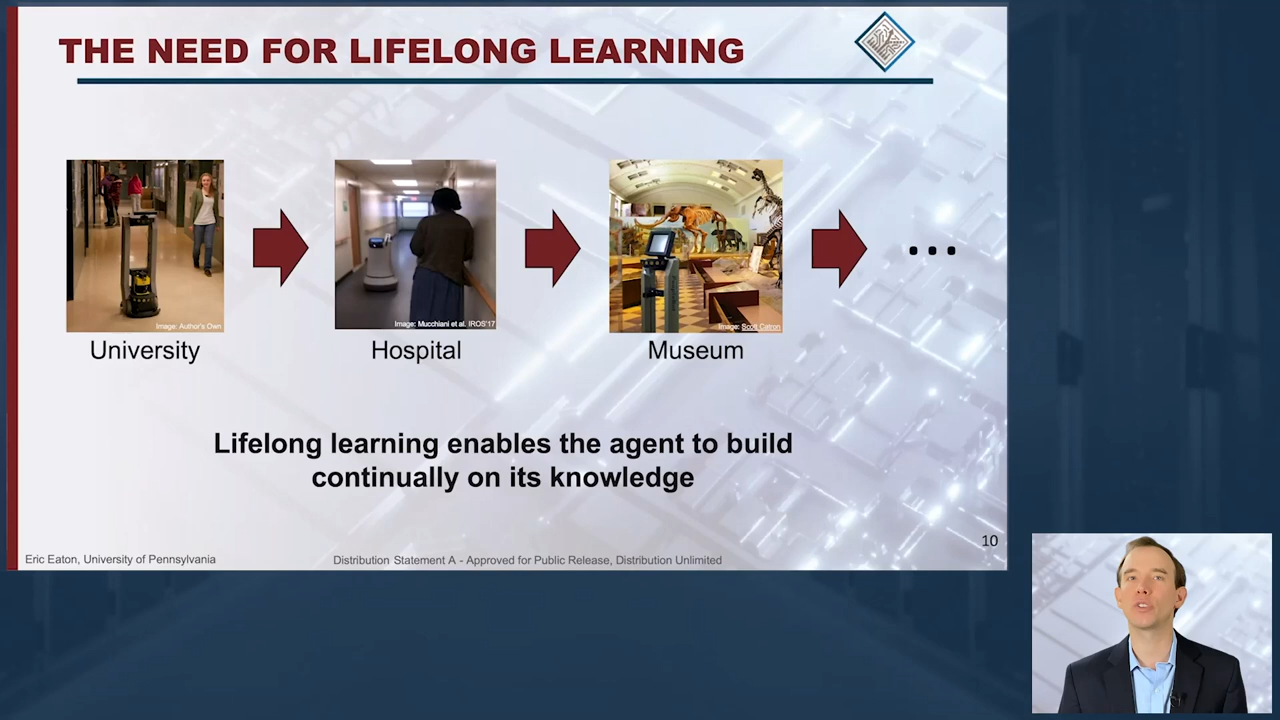 THE NEED FOR LIFELONG LEARNING
Image: Author's Own
Image: Mucchiani et al. IROS'17
Image: Scott Catron
University
Hospital
Museum
...
Lifelong learning enables the agent to build
continually on its knowledge
10
Eric Eaton, University of Pennsylvania
Distribution Statement A - Approved for Public Release, Distribution Unlimited